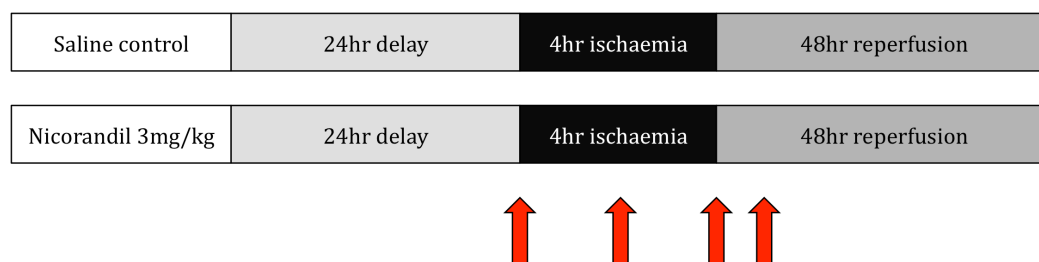 Saline control 24hr delay 4hr ischaemia 48hr reperfusion
Nicorandil 3mg/kg 24hr delay 4hr ischaemia 48hr reperfusion